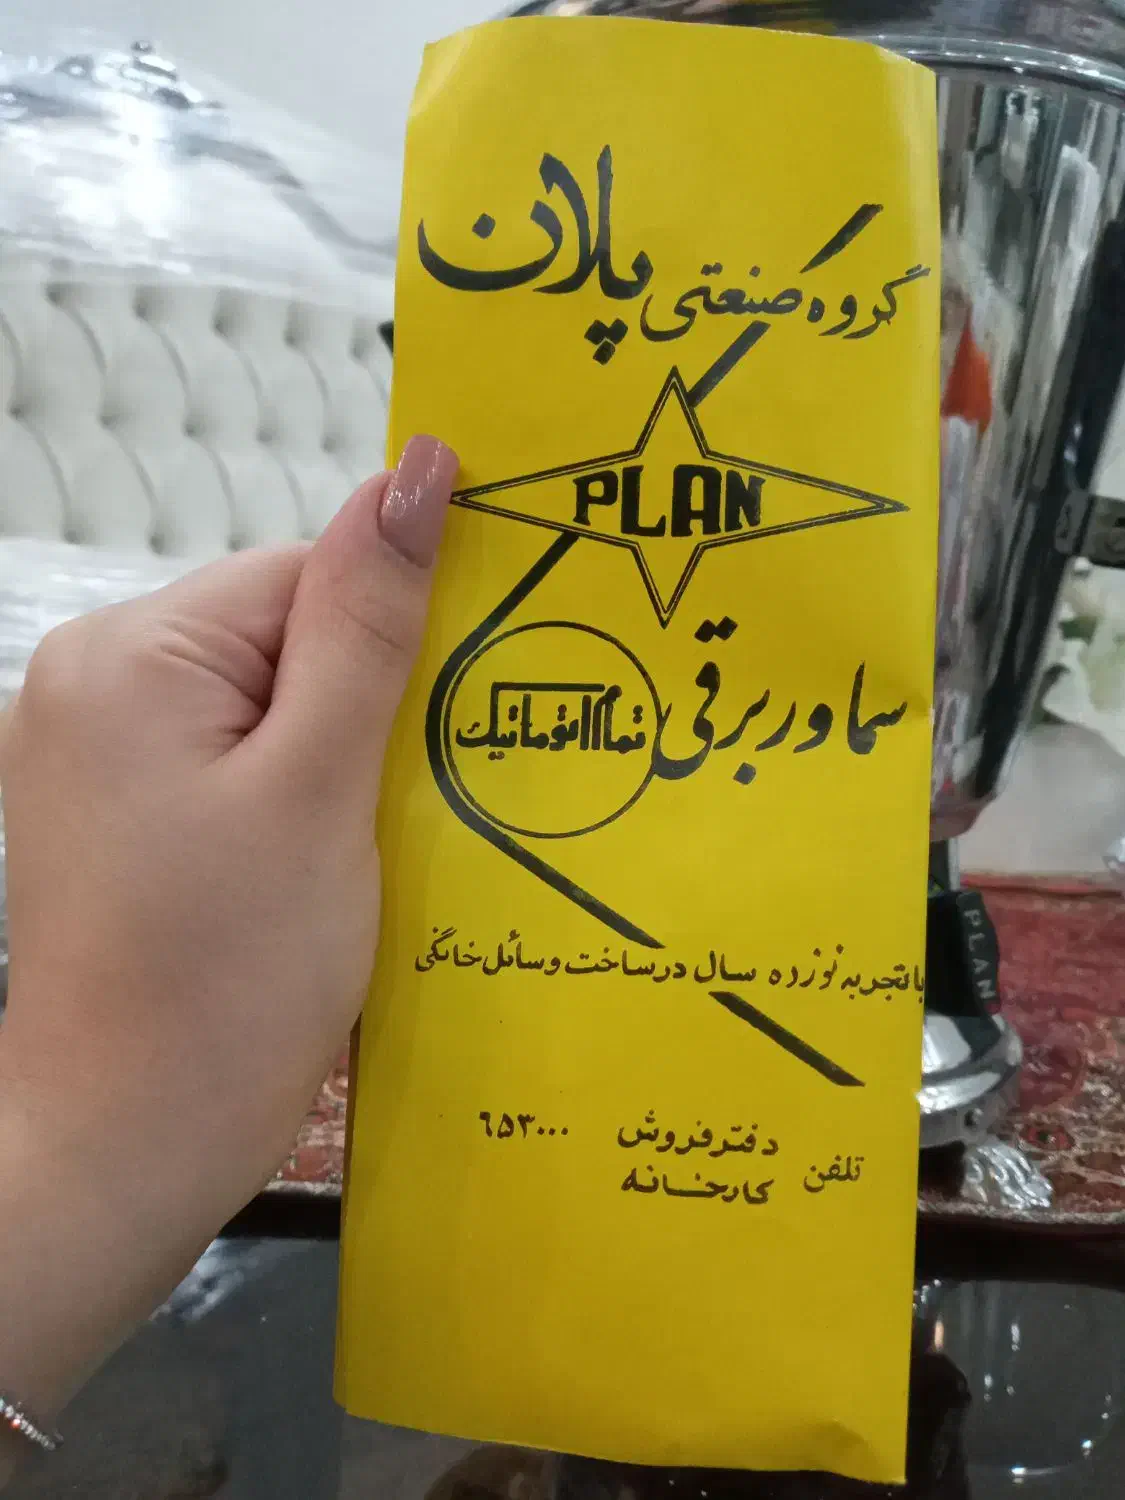 گروه صنعتی پلان
PLAN
سماور برقی
تمام اتوماتیک
با تجربه نوزده سال در ساخت وسائل خانگی
تلفن دفتر فروش ۶۵۳۰۰۰
کارخانه
PLAN